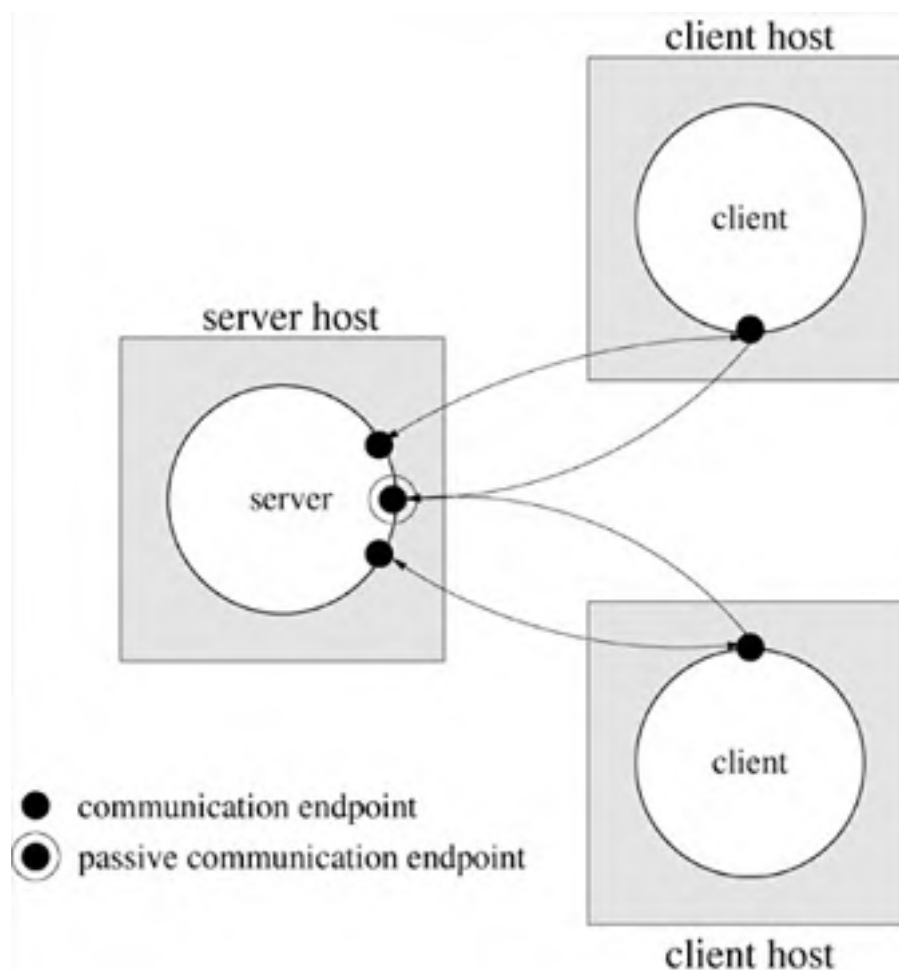 client host
client
server host
server
client
communication endpoint
passive communication endpoint
client host